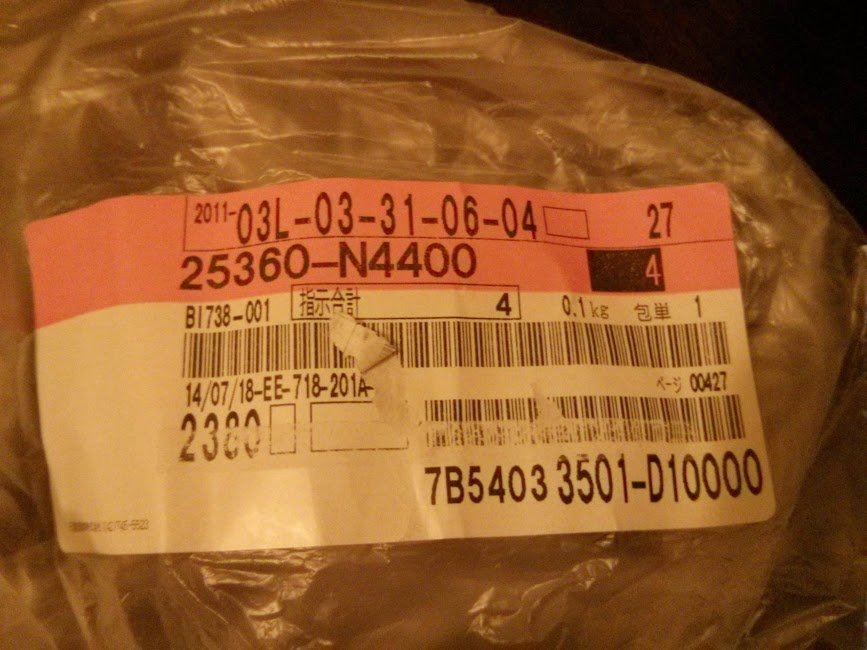 2011-03L-03-31-06-04 27
25360-N4400 4
BI738-001 指示合計 4 0.1kg 包単 1
14/07/18-EE-718-201A- ページ 00427
2380
7B5403 3501-D10000